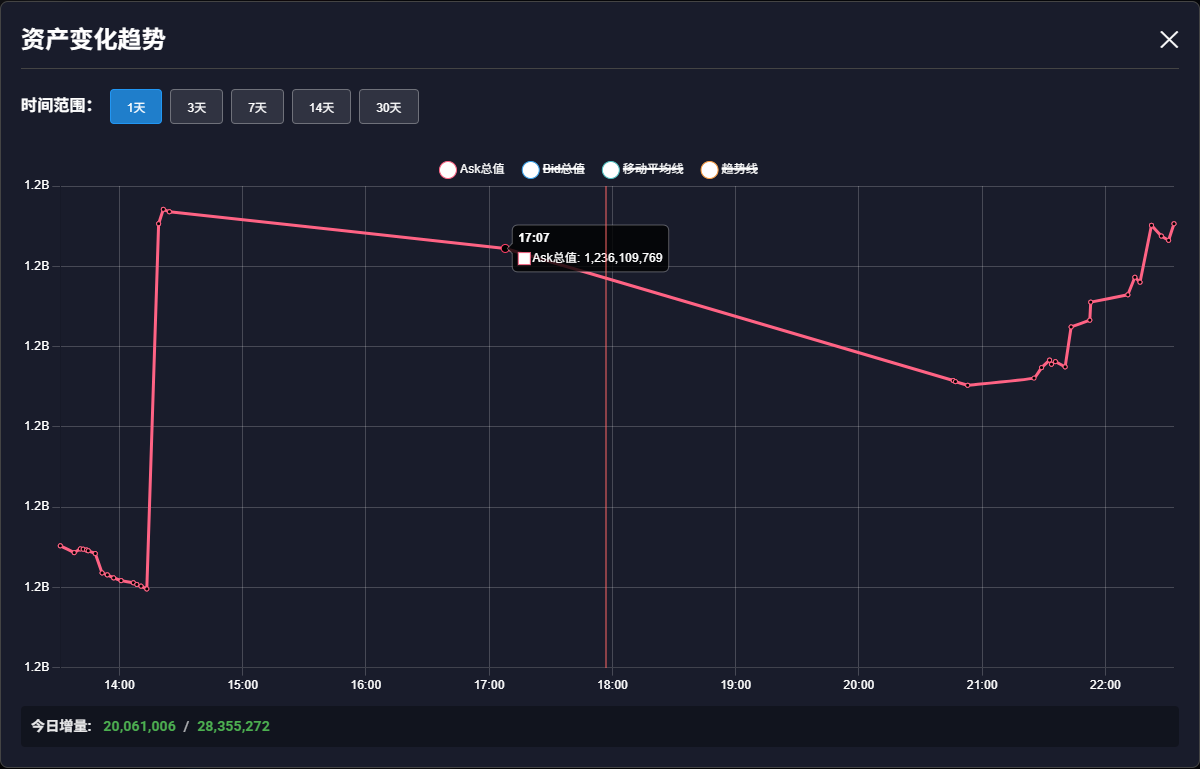 资产变化趋势
时间范围： 1天 3天 7天 14天 30天
Ask总值 Bid总值 移动平均线 趋势线
1.2B
17:07
Ask总值: 1,236,109,769
1.2B
1.2B
1.2B
1.2B
1.2B
1.2B
14:00 15:00 16:00 17:00 18:00 19:00 20:00 21:00 22:00
今日增量: 20,061,006 / 28,355,272